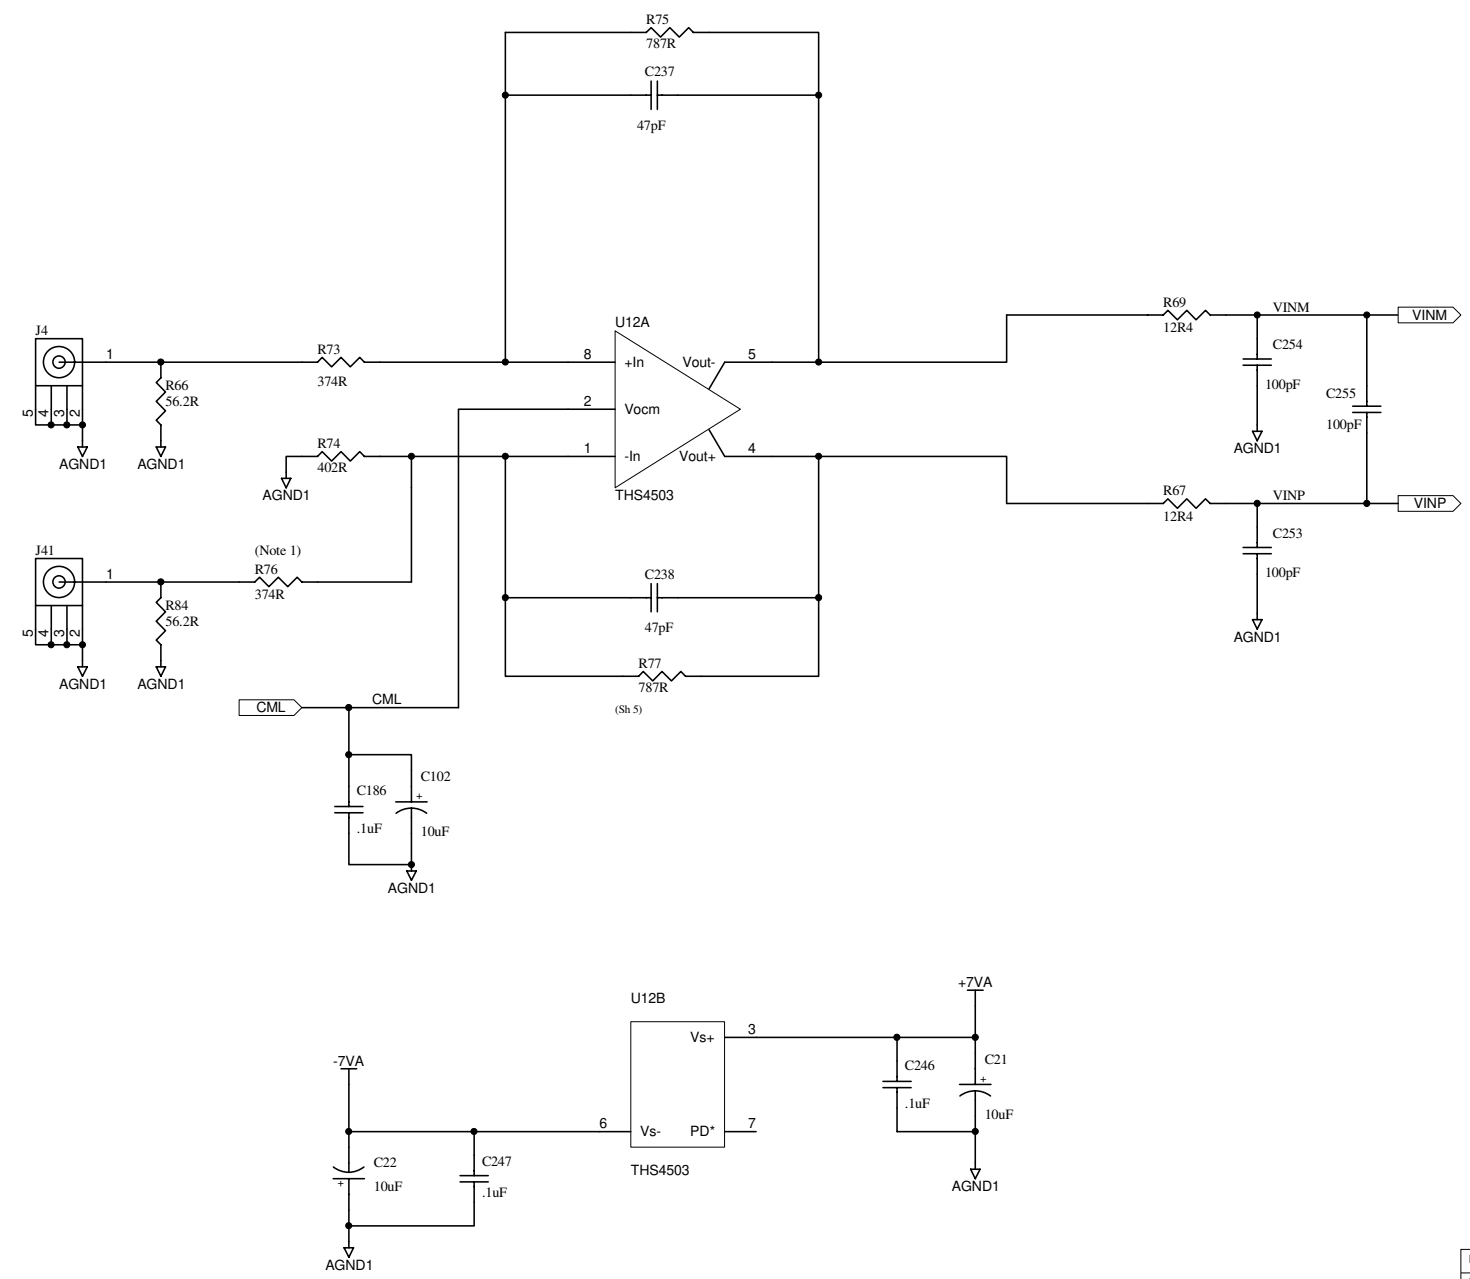 R75
787R
C237
47pF
U12A
J4
1
R66
56.2R
5
4
3
2
AGND1
AGND1
R73
374R
8
+In
Vout-
5
2
Vocm
R74
402R
AGND1
1
-In
Vout+
4
THS4503
R69
12R4
VINM
VINM
C254
100pF
AGND1
C255
100pF
R67
12R4
VINP
VINP
C253
100pF
AGND1
J41
1
(Note 1)
R76
374R
R84
56.2R
5
4
3
2
AGND1
AGND1
C238
47pF
R77
787R
(Sh 5)
CML
CML
C186
.1uF
C102
+
10uF
AGND1
U12B
+7VA
Vs+
3
C246
.1uF
C21
+
10uF
AGND1
-7VA
6
Vs-
PD*
7
THS4503
C22
10uF
+
C247
.1uF
AGND1